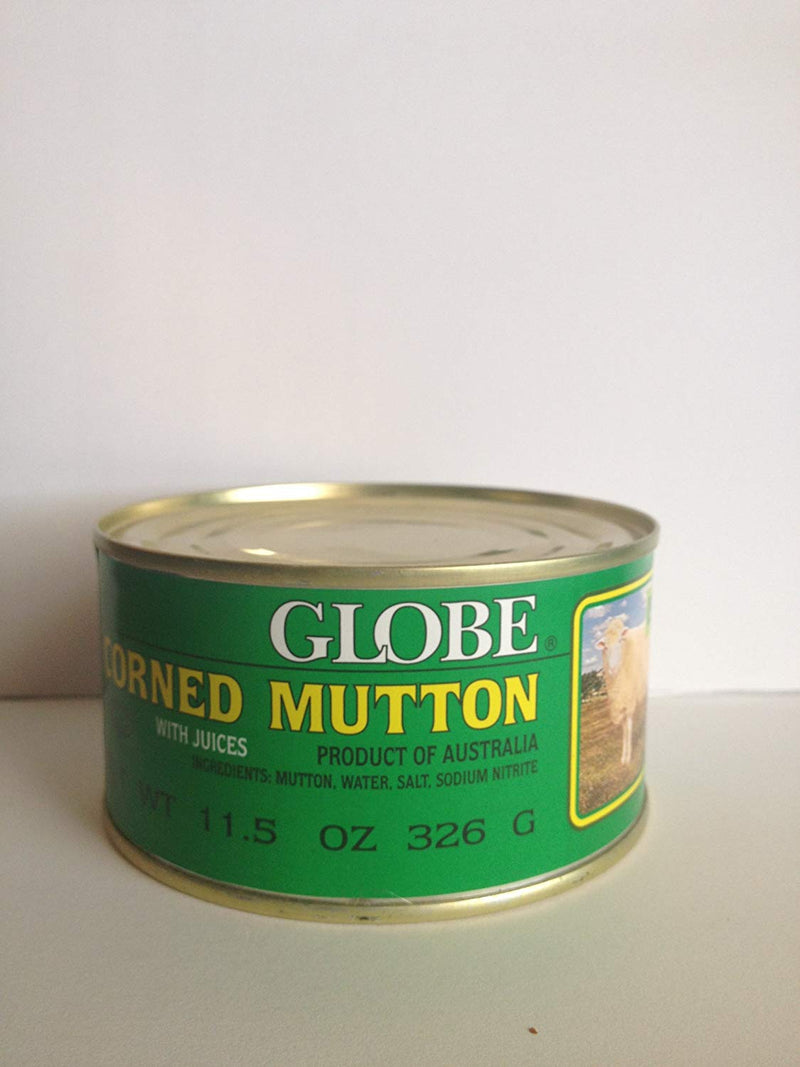 GLOBE®
CORNED MUTTON
WITH JUICES
PRODUCT OF AUSTRALIA
INGREDIENTS: MUTTON, WATER, SALT, SODIUM NITRITE
WT 11.5 OZ 326 G